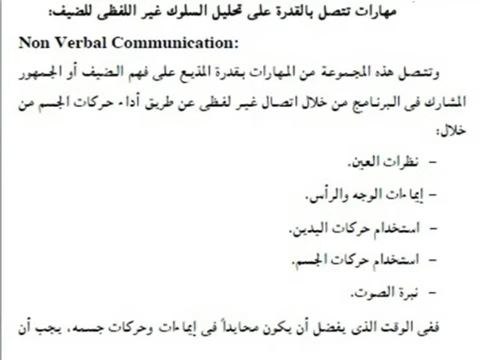 مهارات تتصل بالقدرة على تحليل السلوك غير اللفظى للضيف:
Non Verbal Communication:
وتتصل هذه المجموعة من المهارات بقدرة المذيع على فهم الضيف أو الجمهور
المشارك فى البرنامج من خلال اتصال غير لفظى عن طريق أداء حركات الجسم من
خلال:
- نظرات العين.
- إيماءات الوجه والرأس.
- استخدام حركات اليدين.
- استخدام حركات الجسم.
- نبرة الصوت.
ففى الوقت الذى يفضل أن يكون محايداً فى إيماءات وحركات جسمه، يجب أن